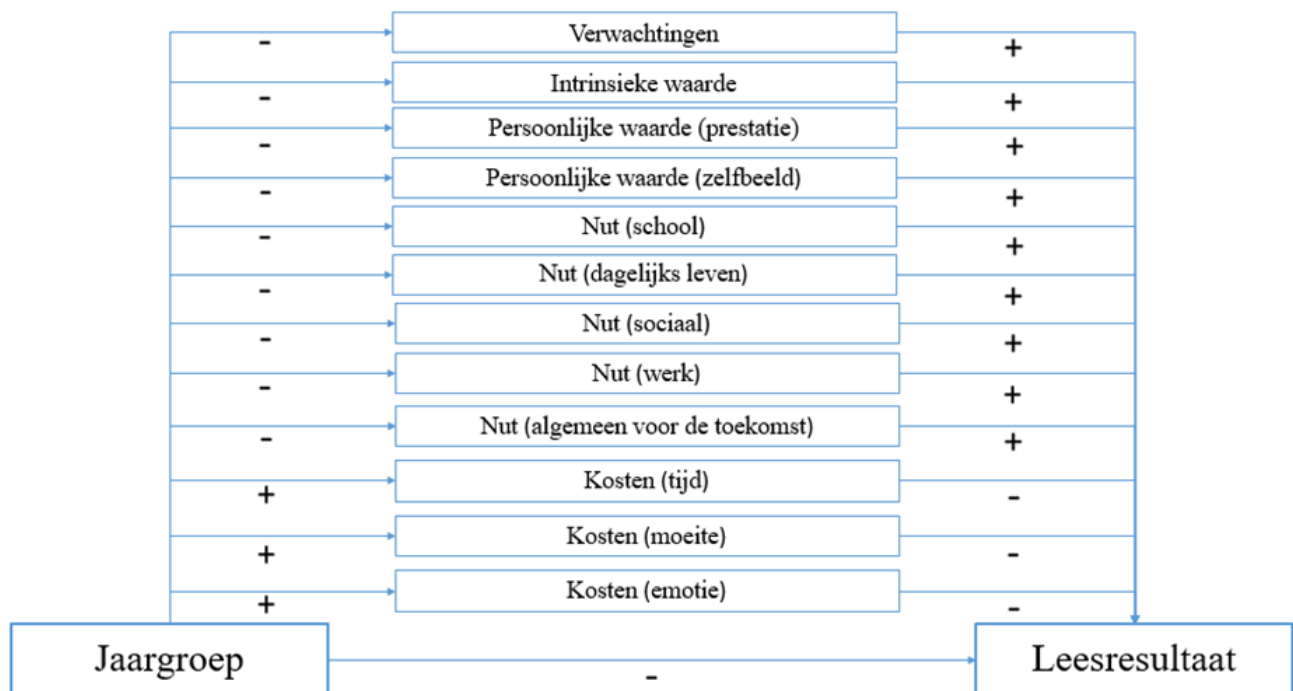 Verwachtingen
- +
Intrinsieke waarde
- +
Persoonlijke waarde (prestatie)
- +
Persoonlijke waarde (zelfbeeld)
- +
Nut (school)
- +
Nut (dagelijks leven)
- +
Nut (sociaal)
- +
Nut (werk)
- +
Nut (algemeen voor de toekomst)
- +
Kosten (tijd)
+ -
Kosten (moeite)
+ -
Kosten (emotie)
+ -
Jaargroep Leesresultaat
-